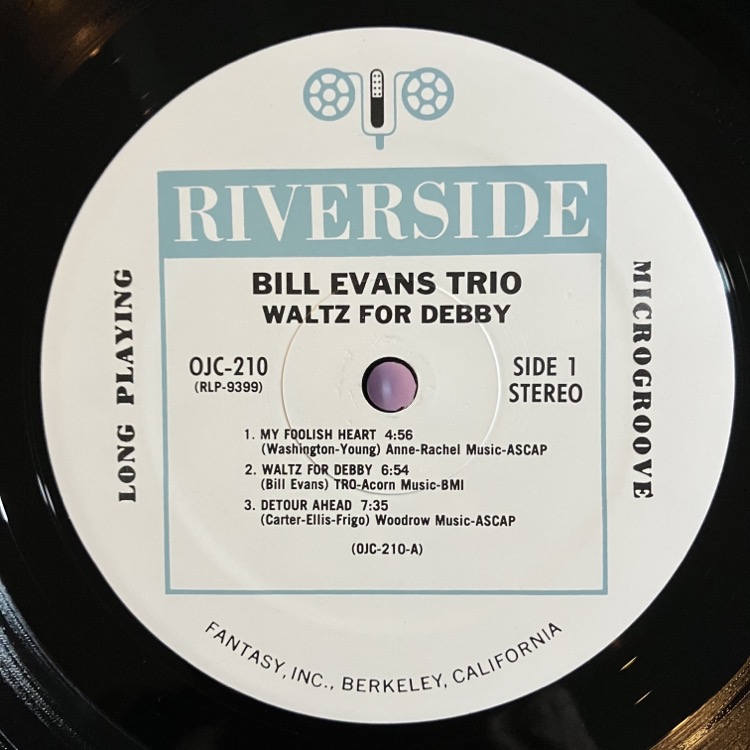 RIVERSIDE
BILL EVANS TRIO
WALTZ FOR DEBBY
OJC-210
(RLP-9399)
SIDE 1
STEREO
LONG PLAYING
MICROGROOVE
1. MY FOOLISH HEART 4:56
(Washington-Young) Anne-Rachel Music-ASCAP
2. WALTZ FOR DEBBY 6:54
(Bill Evans) TRO-Acorn Music-BMI
3. DETOUR AHEAD 7:35
(Carter-Ellis-Frigo) Woodrow Music-ASCAP
(OJC-210-A)
FANTASY, INC., BERKELEY, CALIFORNIA